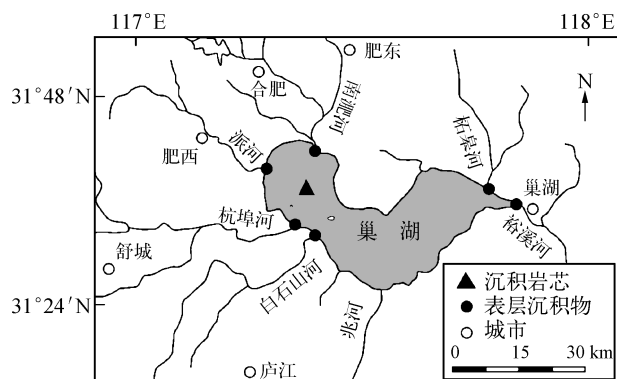 117°E
118°E
肥东
31°48′N
合肥
南淝河
N
柘皋河
肥西
派河
巢湖
杭埠河
巢湖
裕溪河
舒城
白石山河
沉积岩芯
表层沉积物
城市
31°24′N
兆河
0 15 30 km
庐江